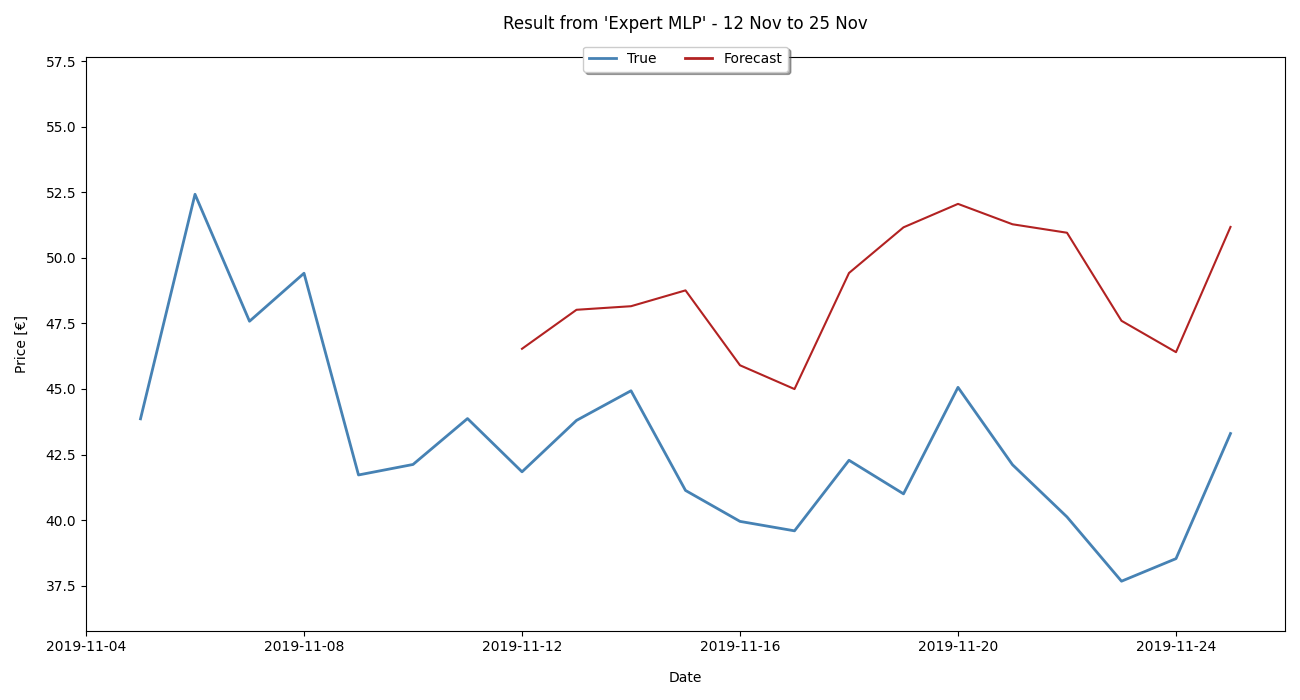 Result from 'Expert MLP' - 12 Nov to 25 Nov
True Forecast
57.5
55.0
52.5
50.0
47.5
45.0
42.5
40.0
37.5
Price [€]
2019-11-04 2019-11-08 2019-11-12 2019-11-16 2019-11-20 2019-11-24
Date